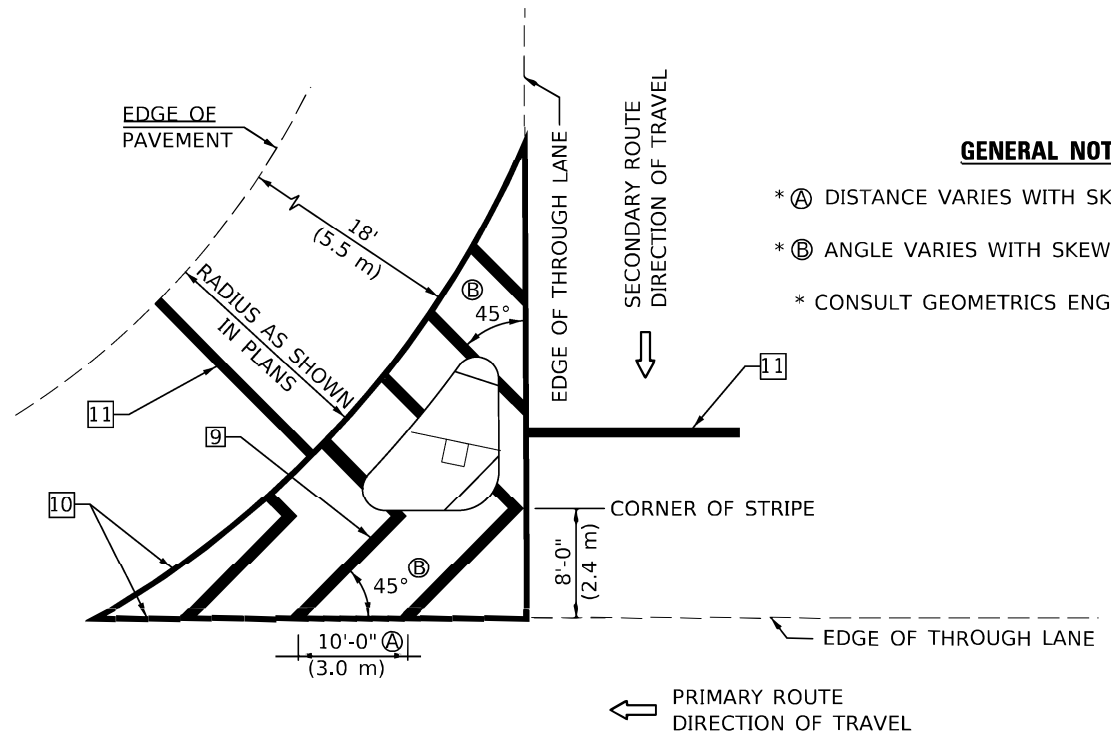 EDGE OF
PAVEMENT
18'
(5.5 m)
RADIUS AS SHOWN
IN PLANS
EDGE OF THROUGH LANE
SECONDARY ROUTE
DIRECTION OF TRAVEL
GENERAL NOT
* Ⓐ DISTANCE VARIES WITH SK
* Ⓑ ANGLE VARIES WITH SKEW
* CONSULT GEOMETRICS ENG
Ⓑ
45°
11
11
9
10
CORNER OF STRIPE
8'-0"
(2.4 m)
45° Ⓑ
10'-0" Ⓐ
(3.0 m)
EDGE OF THROUGH LANE
PRIMARY ROUTE
DIRECTION OF TRAVEL